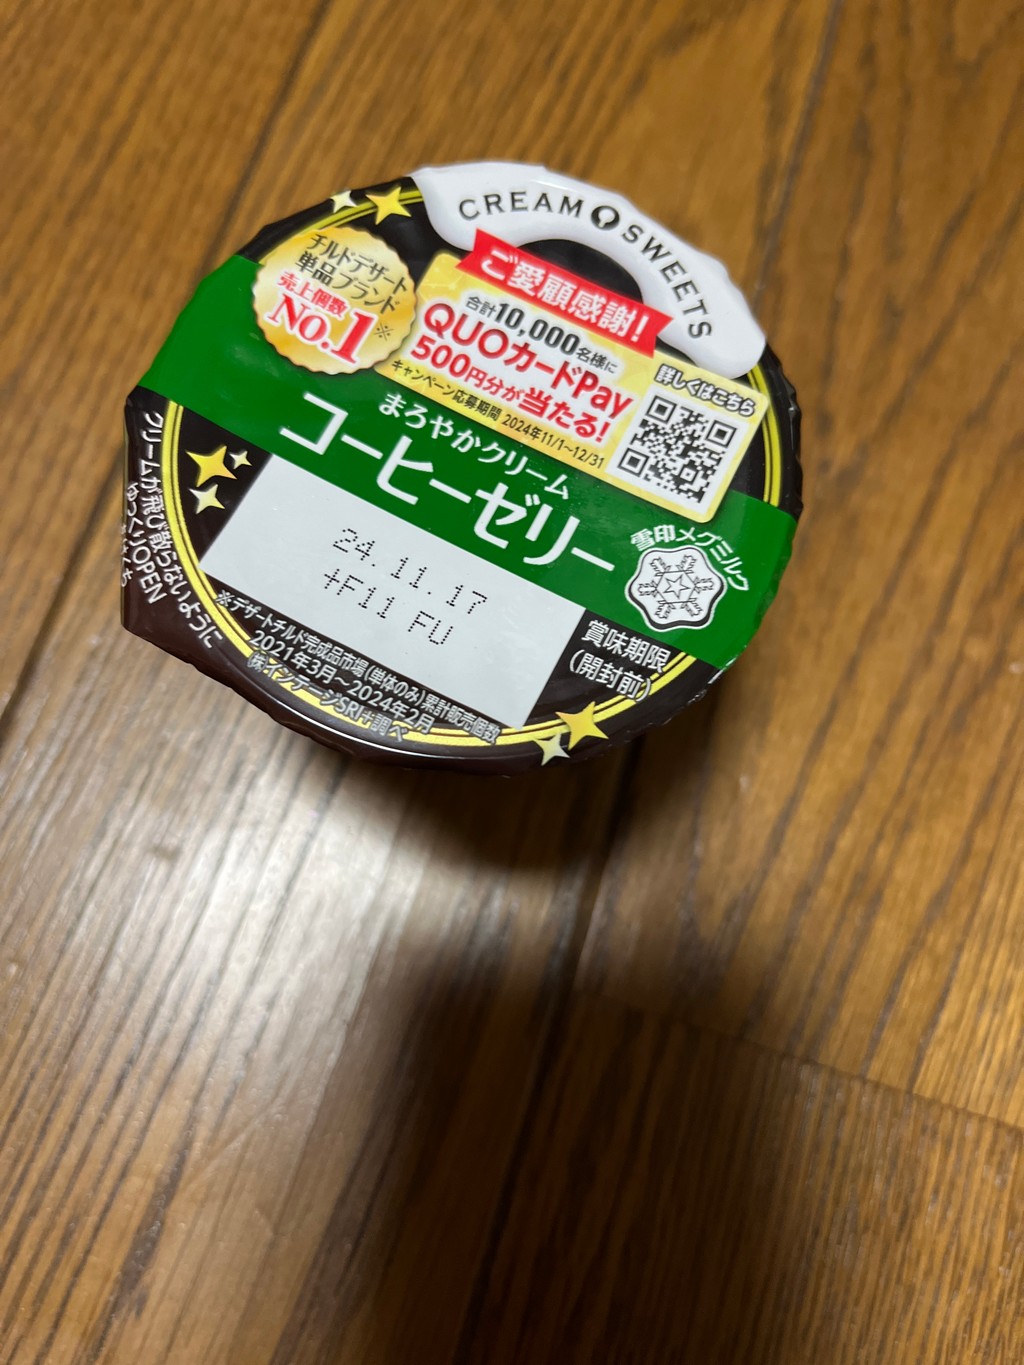 CREAM SWEETS
チルドデザート
単品ブランド
売上個数
No.1※
ご愛顧感謝!
合計10,000名様に
QUOカードPay
500円分が当たる!
キャンペーン応募期間 2024年11/1~12/31
詳しくはこちら
まろやかクリーム
コーヒーゼリー
雪印メグミルク
24.11.17
+F11 FU
賞味期限
(開封前)
クリームが飛び散らないように
ゆっくりOPEN
※デザートチルド完成品市場(単体のみ)累計販売個数
2021年3月~2024年2月
㈱インテージSRI+調べ